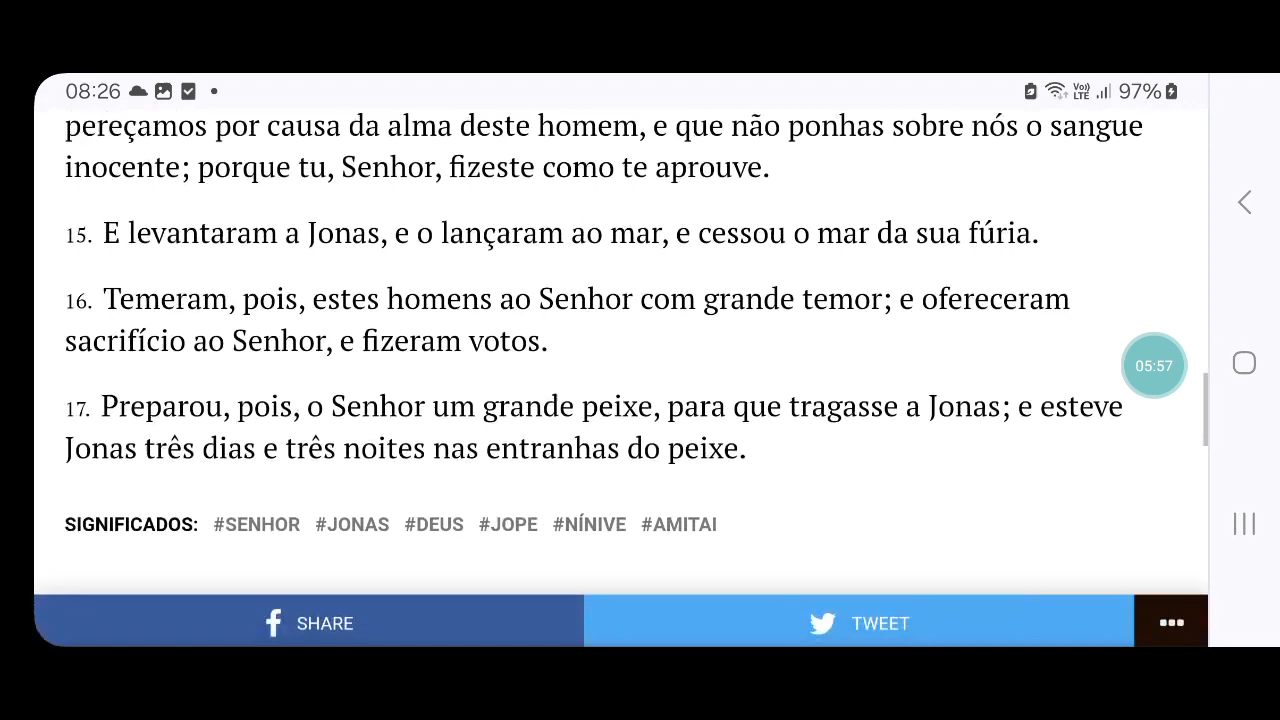 08:26
Vo) LTE 97%
pereçamos por causa da alma deste homem, e que não ponhas sobre nós o sangue
inocente; porque tu, Senhor, fizeste como te aprouve.
15. E levantaram a Jonas, e o lançaram ao mar, e cessou o mar da sua fúria.
16. Temeram, pois, estes homens ao Senhor com grande temor; e ofereceram
sacrifício ao Senhor, e fizeram votos.
05:57
17. Preparou, pois, o Senhor um grande peixe, para que tragasse a Jonas; e esteve
Jonas três dias e três noites nas entranhas do peixe.
SIGNIFICADOS: #SENHOR #JONAS #DEUS #JOPE #NÍNIVE #AMITAI
SHARE
TWEET